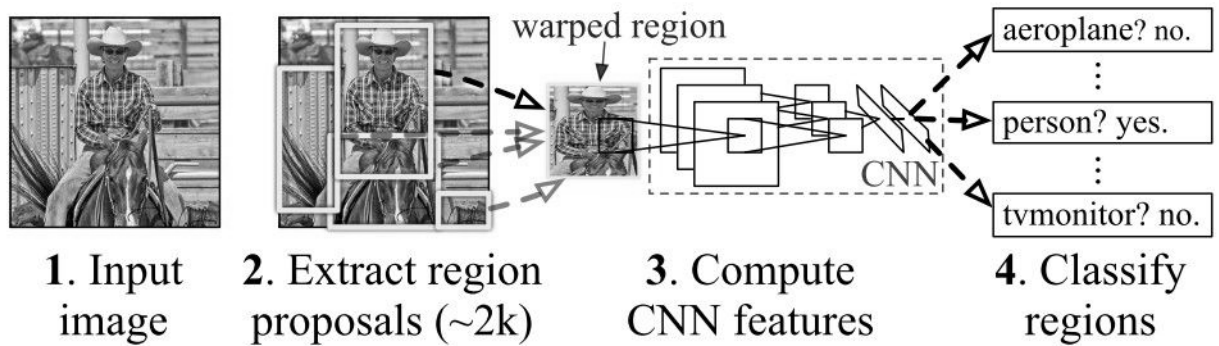 warped region
aeroplane? no.
person? yes.
CNN
tvmonitor? no.
1. Input
image
2. Extract region
proposals (~2k)
3. Compute
CNN features
4. Classify
regions